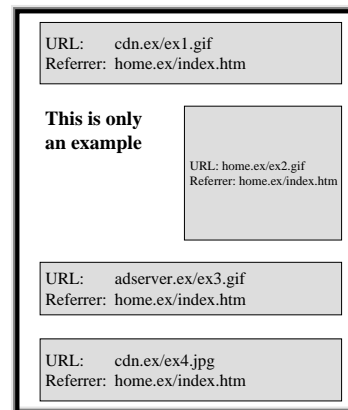 URL: cdn.ex/ex1.gif
Referrer: home.ex/index.htm
This is only
an example
URL: home.ex/ex2.gif
Referrer: home.ex/index.htm
URL: adserver.ex/ex3.gif
Referrer: home.ex/index.htm
URL: cdn.ex/ex4.jpg
Referrer: home.ex/index.htm